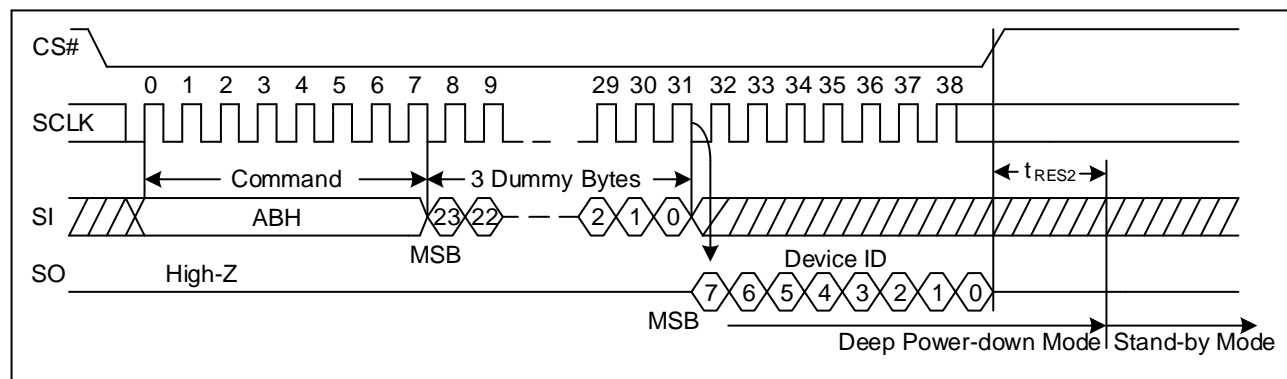 CS#
0 1 2 3 4 5 6 7 8 9 29 30 31 32 33 34 35 36 37 38
SCLK
Command 3 Dummy Bytes tRES2
SI ABH 23 22 2 1 0
MSB
SO High-Z Device ID
7 6 5 4 3 2 1 0
MSB
Deep Power-down Mode Stand-by Mode